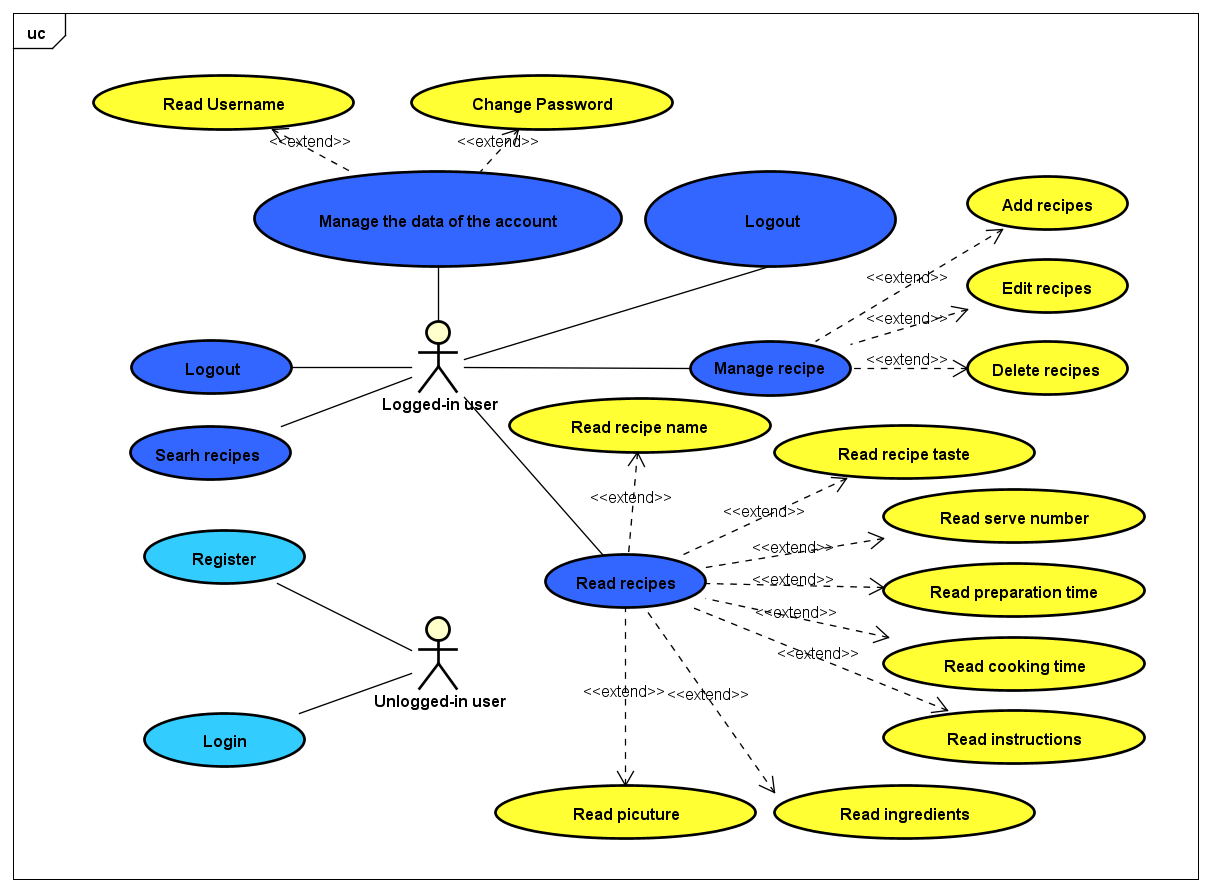 uc
Read Username
Change Password
<<extend>>
<<extend>>
Manage the data of the account
Logout
Add recipes
<<extend>>
Edit recipes
<<extend>>
<<extend>>
Logout
Manage recipe
Delete recipes
Logged-in user
Read recipe name
Searh recipes
Read recipe taste
<<extend>>
<<extend>>
Read serve number
<<extend>>
Register
Read recipes
<<extend>>
Read preparation time
<<extend>>
<<extend>>
Read cooking time
<<extend>>
<<extend>>
Unlogged-in user
Login
Read instructions
Read picuture
Read ingredients